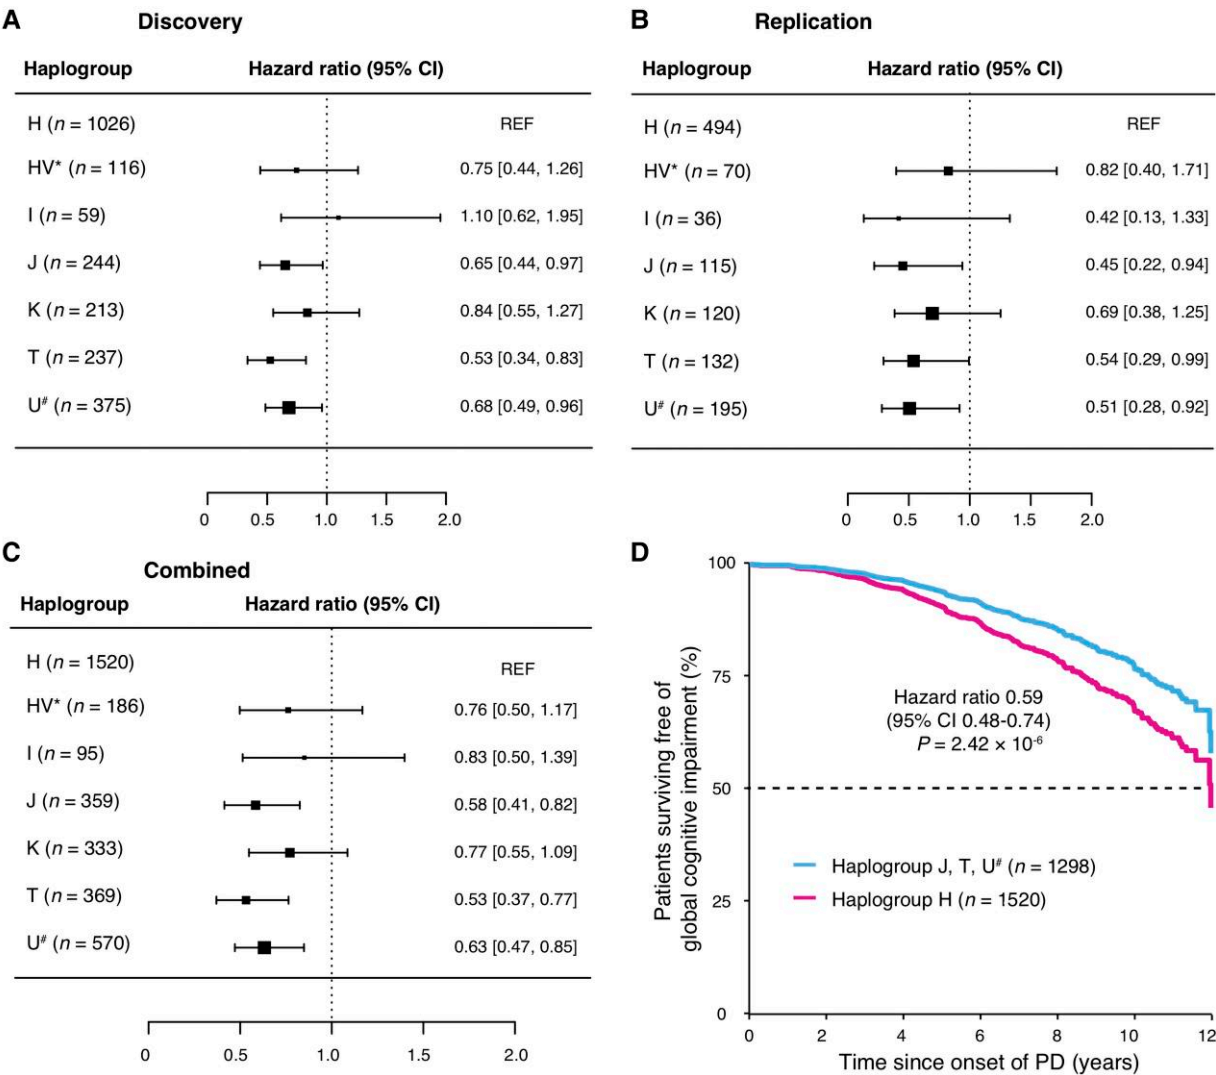 A Discovery
Haplogroup Hazard ratio (95% CI)
H (n = 1026) REF
HV* (n = 116) 0.75 [0.44, 1.26]
I (n = 59) 1.10 [0.62, 1.95]
J (n = 244) 0.65 [0.44, 0.97]
K (n = 213) 0.84 [0.55, 1.27]
T (n = 237) 0.53 [0.34, 0.83]
U# (n = 375) 0.68 [0.49, 0.96]
0 0.5 1.0 1.5 2.0
B Replication
Haplogroup Hazard ratio (95% CI)
H (n = 494) REF
HV* (n = 70) 0.82 [0.40, 1.71]
I (n = 36) 0.42 [0.13, 1.33]
J (n = 115) 0.45 [0.22, 0.94]
K (n = 120) 0.69 [0.38, 1.25]
T (n = 132) 0.54 [0.29, 0.99]
U# (n = 195) 0.51 [0.28, 0.92]
0 0.5 1.0 1.5 2.0
C Combined
Haplogroup Hazard ratio (95% CI)
H (n = 1520) REF
HV* (n = 186) 0.76 [0.50, 1.17]
I (n = 95) 0.83 [0.50, 1.39]
J (n = 359) 0.58 [0.41, 0.82]
K (n = 333) 0.77 [0.55, 1.09]
T (n = 369) 0.53 [0.37, 0.77]
U# (n = 570) 0.63 [0.47, 0.85]
0 0.5 1.0 1.5 2.0
D
Patients surviving free of
global cognitive impairment (%)
100
75
50
25
0
Hazard ratio 0.59
(95% CI 0.48-0.74)
P = 2.42 × 10⁻⁶
Haplogroup J, T, U# (n = 1298)
Haplogroup H (n = 1520)
0 2 4 6 8 10 12
Time since onset of PD (years)